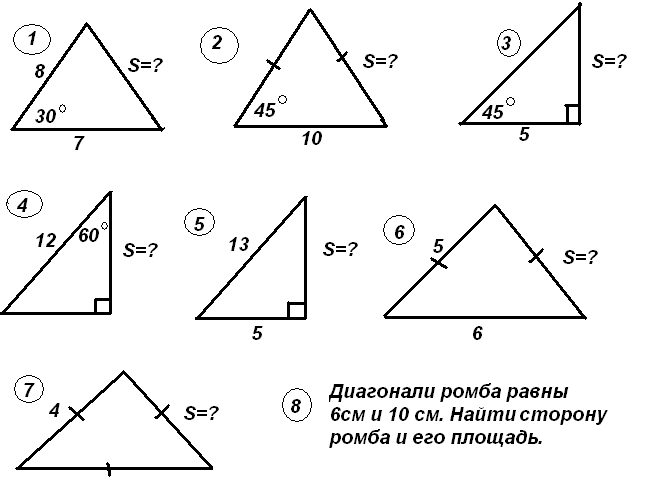 1
8
S=?
30°
7
2
S=?
45°
10
3
S=?
45°
5
4
12
60°
S=?
5
13
S=?
5
6
5
S=?
6
7
4
S=?
8
Диагонали ромба равны
6см и 10 см. Найти сторону
ромба и его площадь.